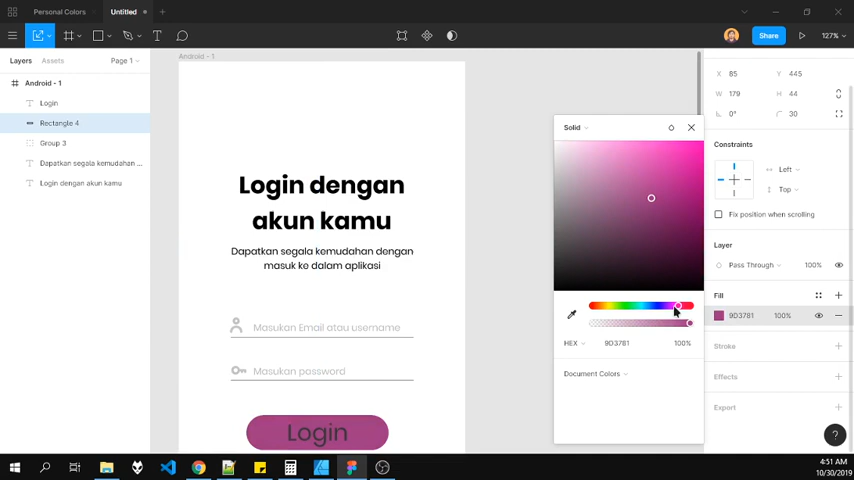 Personal Colors
Untitled
Share
127%
Layers
Assets
Page 1
Android - 1
Login
Rectangle 4
Group 3
Dapatkan segala kemudahan ...
Login dengan akun kamu
Android - 1
Login dengan
akun kamu
Dapatkan segala kemudahan dengan
masuk ke dalam aplikasi
Masukan Email atau username
Masukan password
Login
Solid
HEX
9D3781
100%
Document Colors
X 85
Y 445
W 179
H 44
0°
30
Constraints
Left
Top
Fix position when scrolling
Layer
Pass Through
100%
Fill
9D3781
100%
Stroke
Effects
Export
?
4:51 AM
10/30/2019